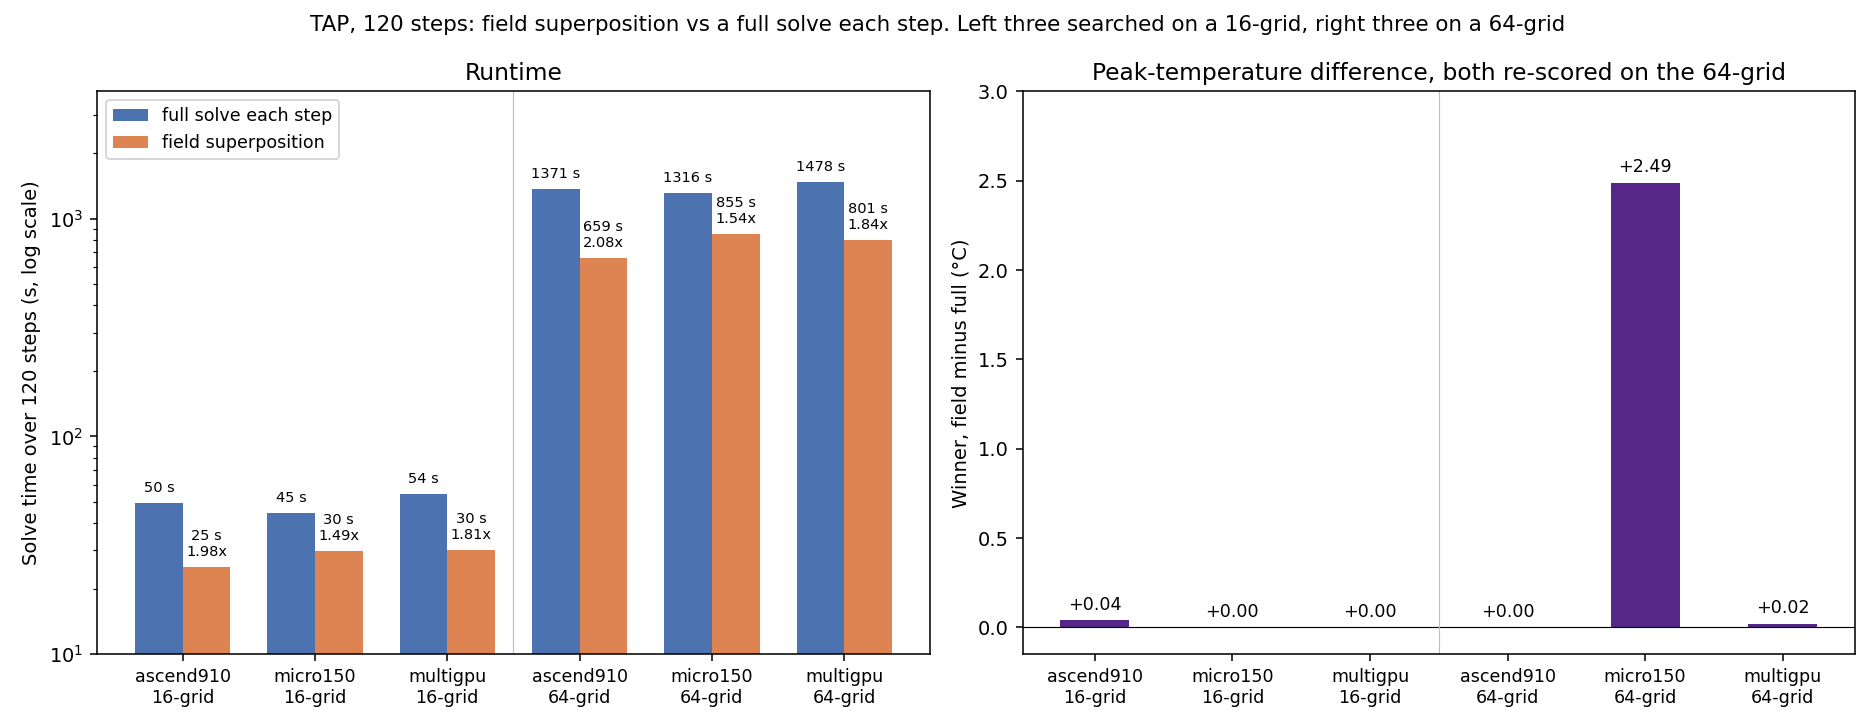 TAP, 120 steps: field superposition vs a full solve each step. Left three searched on a 16-grid, right three on a 64-grid
Runtime
full solve each step
field superposition
Solve time over 120 steps (s, log scale)
10³
10²
10¹
50 s
25 s
1.98x
45 s
30 s
1.49x
54 s
30 s
1.81x
1371 s
659 s
2.08x
1316 s
855 s
1.54x
1478 s
801 s
1.84x
ascend910
16-grid
micro150
16-grid
multigpu
16-grid
ascend910
64-grid
micro150
64-grid
multigpu
64-grid
Peak-temperature difference, both re-scored on the 64-grid
Winner, field minus full (°C)
3.0
2.5
2.0
1.5
1.0
0.5
0.0
+0.04
+0.00
+0.00
+0.00
+2.49
+0.02
ascend910
16-grid
micro150
16-grid
multigpu
16-grid
ascend910
64-grid
micro150
64-grid
multigpu
64-grid